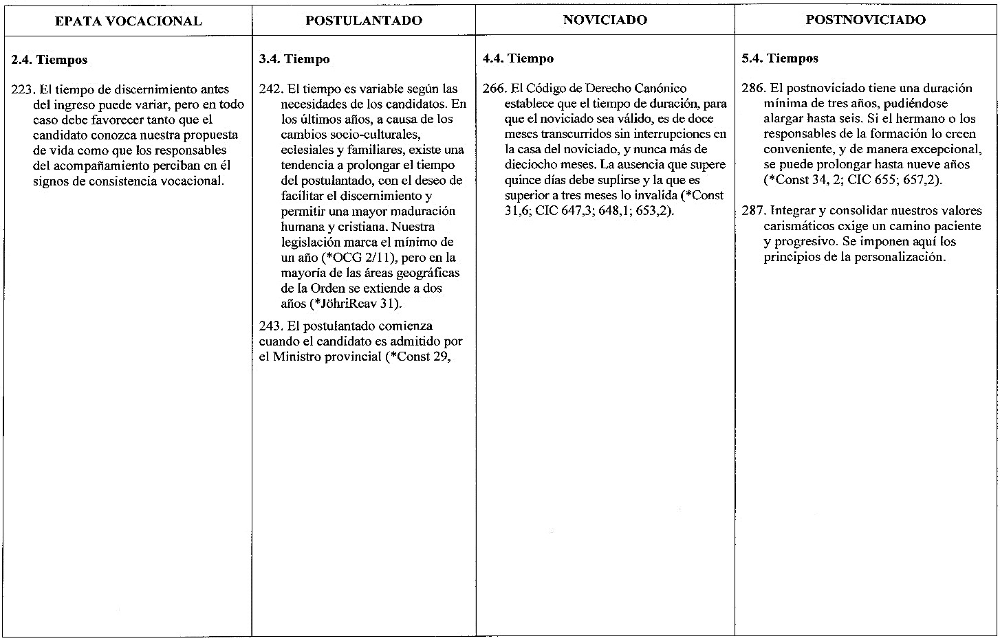 EPATA VOCACIONAL
POSTULANTADO
NOVICIADO
POSTNOVICIADO
2.4. Tiempos
223. El tiempo de discernimiento antes
del ingreso puede variar, pero en todo
caso debe favorecer tanto que el
candidato conozca nuestra propuesta
de vida como que los responsables
del acompañamiento perciban en él
signos de consistencia vocacional.
3.4. Tiempo
242. El tiempo es variable según las
necesidades de los candidatos. En
los últimos años, a causa de los
cambios socio-culturales,
eclesiales y familiares, existe una
tendencia a prolongar el tiempo
del postulantado, con el deseo de
facilitar el discernimiento y
permitir una mayor maduración
humana y cristiana. Nuestra
legislación marca el mínimo de
un año (*OCG 2/11), pero en la
mayoría de las áreas geográficas
de la Orden se extiende a dos
años (*JöhriReav 31).
243. El postulantado comienza
cuando el candidato es admitido por
el Ministro provincial (*Const 29,
4.4. Tiempo
266. El Código de Derecho Canónico
establece que el tiempo de duración, para
que el noviciado sea válido, es de doce
meses transcurridos sin interrupciones en
la casa del noviciado, y nunca más de
dieciocho meses. La ausencia que supere
quince días debe suplirse y la que es
superior a tres meses lo invalida (*Const
31,6; CIC 647,3; 648,1; 653,2).
5.4. Tiempos
286. El postnoviciado tiene una duración
mínima de tres años, pudiéndose
alargar hasta seis. Si el hermano o los
responsables de la formación lo creen
conveniente, y de manera excepcional,
se puede prolongar hasta nueve años
(*Const 34, 2; CIC 655; 657,2).
287. Integrar y consolidar nuestros valores
carismáticos exige un camino paciente
y progresivo. Se imponen aquí los
principios de la personalización.